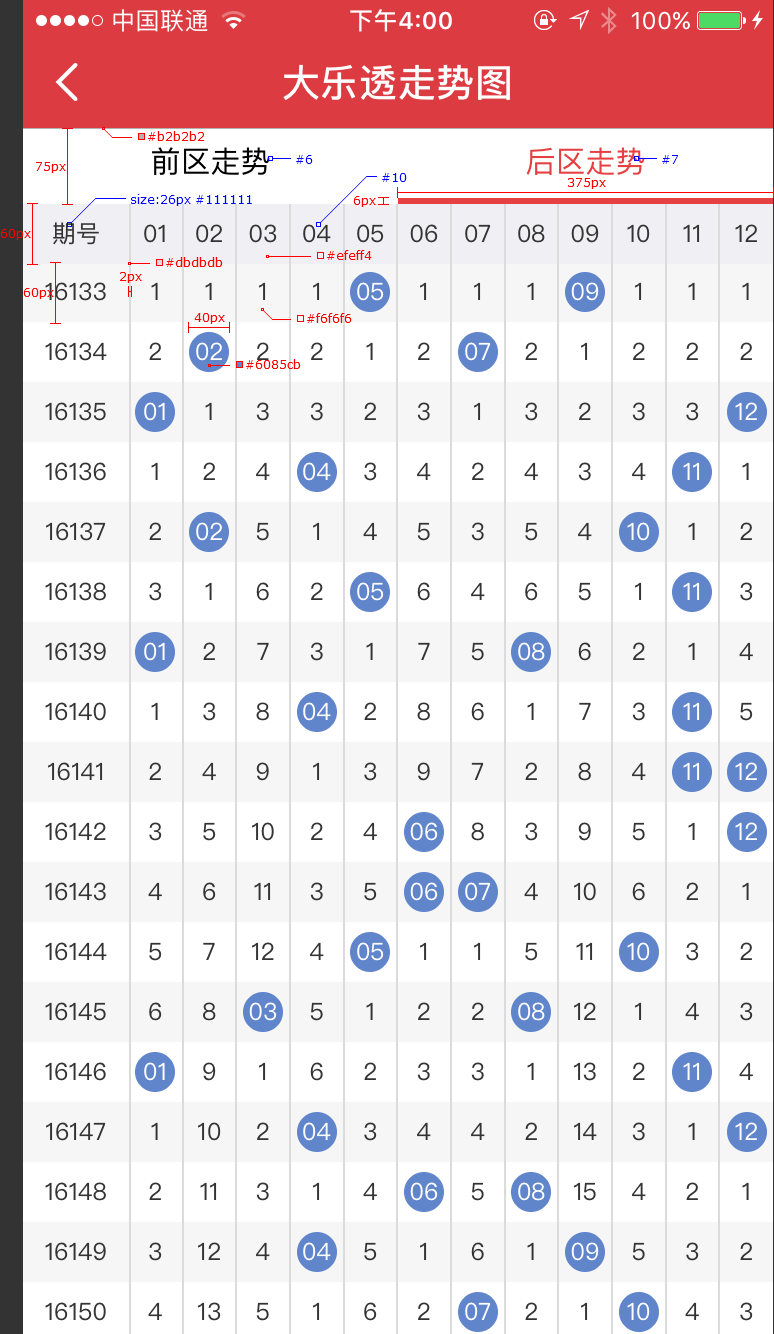 中国联通 下午4:00 100%
大乐透走势图
#b2b2b2
75px 前区走势 #6 后区走势 #7
#10 375px
size:26px #111111 6px
60px 期号 01 02 03 04 05 06 07 08 09 10 11 12
#dbdbdb #efeff4
2px
60px 16133 1 1 1 1 05 1 1 1 09 1 1 1
40px #f6f6f6
16134 2 02 2 2 1 2 07 2 1 2 2 2
#6085cb
16135 01 1 3 3 2 3 1 3 2 3 3 12
16136 1 2 4 04 3 4 2 4 3 4 11 1
16137 2 02 5 1 4 5 3 5 4 10 1 2
16138 3 1 6 2 05 6 4 6 5 1 11 3
16139 01 2 7 3 1 7 5 08 6 2 1 4
16140 1 3 8 04 2 8 6 1 7 3 11 5
16141 2 4 9 1 3 9 7 2 8 4 11 12
16142 3 5 10 2 4 06 8 3 9 5 1 12
16143 4 6 11 3 5 06 07 4 10 6 2 1
16144 5 7 12 4 05 1 1 5 11 10 3 2
16145 6 8 03 5 1 2 2 08 12 1 4 3
16146 01 9 1 6 2 3 3 1 13 2 11 4
16147 1 10 2 04 3 4 4 2 14 3 1 12
16148 2 11 3 1 4 06 5 08 15 4 2 1
16149 3 12 4 04 5 1 6 1 09 5 3 2
16150 4 13 5 1 6 2 07 2 1 10 4 3